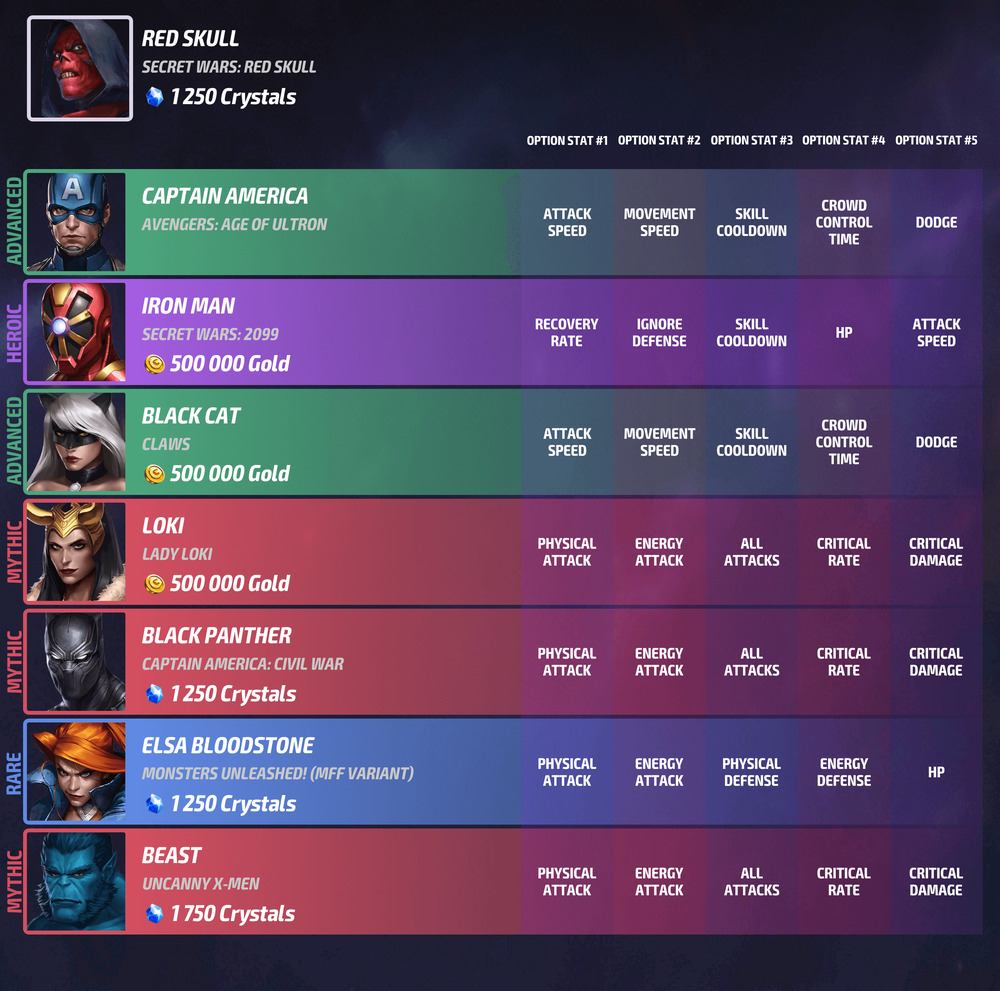 RED SKULL
SECRET WARS: RED SKULL
1 250 Crystals
OPTION STAT #1 OPTION STAT #2 OPTION STAT #3 OPTION STAT #4 OPTION STAT #5
ADVANCED
CAPTAIN AMERICA
AVENGERS: AGE OF ULTRON
ATTACK
SPEED
MOVEMENT
SPEED
SKILL
COOLDOWN
CROWD
CONTROL
TIME
DODGE
HEROIC
IRON MAN
SECRET WARS: 2099
500 000 Gold
RECOVERY
RATE
IGNORE
DEFENSE
SKILL
COOLDOWN
HP
ATTACK
SPEED
ADVANCED
BLACK CAT
CLAWS
500 000 Gold
ATTACK
SPEED
MOVEMENT
SPEED
SKILL
COOLDOWN
CROWD
CONTROL
TIME
DODGE
MYTHIC
LOKI
LADY LOKI
500 000 Gold
PHYSICAL
ATTACK
ENERGY
ATTACK
ALL
ATTACKS
CRITICAL
RATE
CRITICAL
DAMAGE
MYTHIC
BLACK PANTHER
CAPTAIN AMERICA: CIVIL WAR
1 250 Crystals
PHYSICAL
ATTACK
ENERGY
ATTACK
ALL
ATTACKS
CRITICAL
RATE
CRITICAL
DAMAGE
RARE
ELSA BLOODSTONE
MONSTERS UNLEASHED! (MFF VARIANT)
1 250 Crystals
PHYSICAL
ATTACK
ENERGY
ATTACK
PHYSICAL
DEFENSE
ENERGY
DEFENSE
HP
MYTHIC
BEAST
UNCANNY X-MEN
1 750 Crystals
PHYSICAL
ATTACK
ENERGY
ATTACK
ALL
ATTACKS
CRITICAL
RATE
CRITICAL
DAMAGE